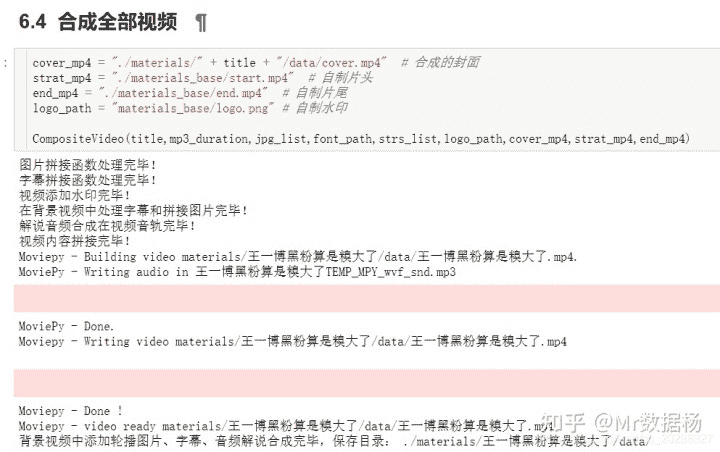 6.4 合成全部视频 ¶
:
cover_mp4 = "./materials/" + title + "/data/cover.mp4"  # 合成的封面
strat_mp4 = "./materials_base/start.mp4"  # 自制片头
end_mp4 = "./materials_base/end.mp4"  # 自制片尾
logo_path = "materials_base/logo.png" # 自制水印
CompositeVideo(title,mp3_duration,jpg_list,font_path,strs_list,logo_path,cover_mp4,strat_mp4,end_mp4)
图片拼接函数处理完毕!
字幕拼接函数处理完毕!
视频添加水印完毕!
在背景视频中处理字幕和拼接图片完毕!
解说音频合成在视频音轨完毕!
视频内容拼接完毕!
Moviepy - Building video materials/王一博黑粉算是糗大了/data/王一博黑粉算是糗大了.mp4.
MoviePy - Writing audio in 王一博黑粉算是糗大了TEMP_MPY_wvf_snd.mp3
MoviePy - Done.
Moviepy - Writing video materials/王一博黑粉算是糗大了/data/王一博黑粉算是糗大了.mp4
Moviepy - Done !
Moviepy - video ready materials/王一博黑粉算是糗大了/data/王一博黑粉算是糗大了.mp4
背景视频中添加轮播图片、字幕、音频解说合成完毕，保存目录： ./materials/王一博黑粉算是糗大了/data/
知乎 @Mr数据杨